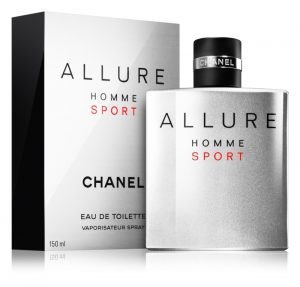 ALLURE
HOMME
SPORT
CHANEL
EAU DE TOILETTE
VAPORISATEUR SPRAY
150 ml
CHANEL
ALLURE
HOMME
SPORT